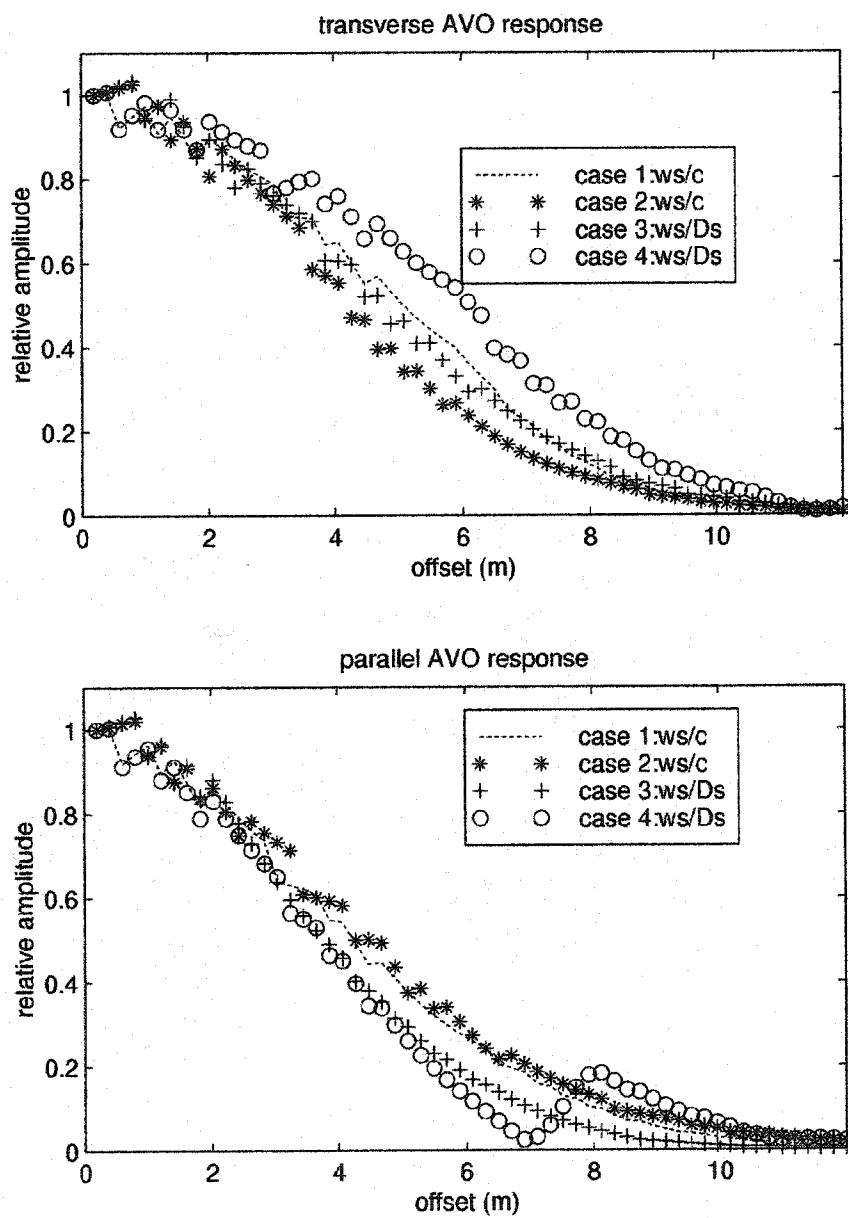 transverse AVO response
1
0.8
0.6
0.4
0.2
0
relative amplitude
case 1:ws/c
case 2:ws/c
case 3:ws/Ds
case 4:ws/Ds
0 2 4 6 8 10
offset (m)
parallel AVO response
1
0.8
0.6
0.4
0.2
0
relative amplitude
case 1:ws/c
case 2:ws/c
case 3:ws/Ds
case 4:ws/Ds
0 2 4 6 8 10
offset (m)